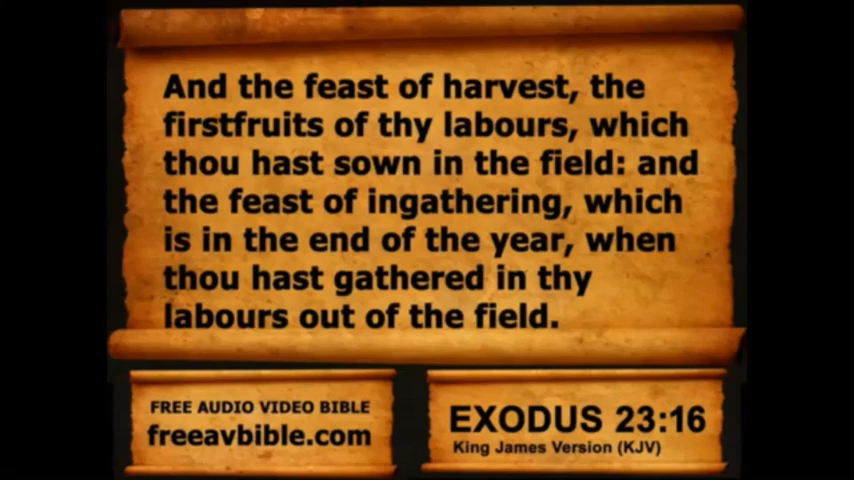 And the feast of harvest, the
firstfruits of thy labours, which
thou hast sown in the field: and
the feast of ingathering, which
is in the end of the year, when
thou hast gathered in thy
labours out of the field.
FREE AUDIO VIDEO BIBLE
freeavbible.com
EXODUS 23:16
King James Version (KJV)